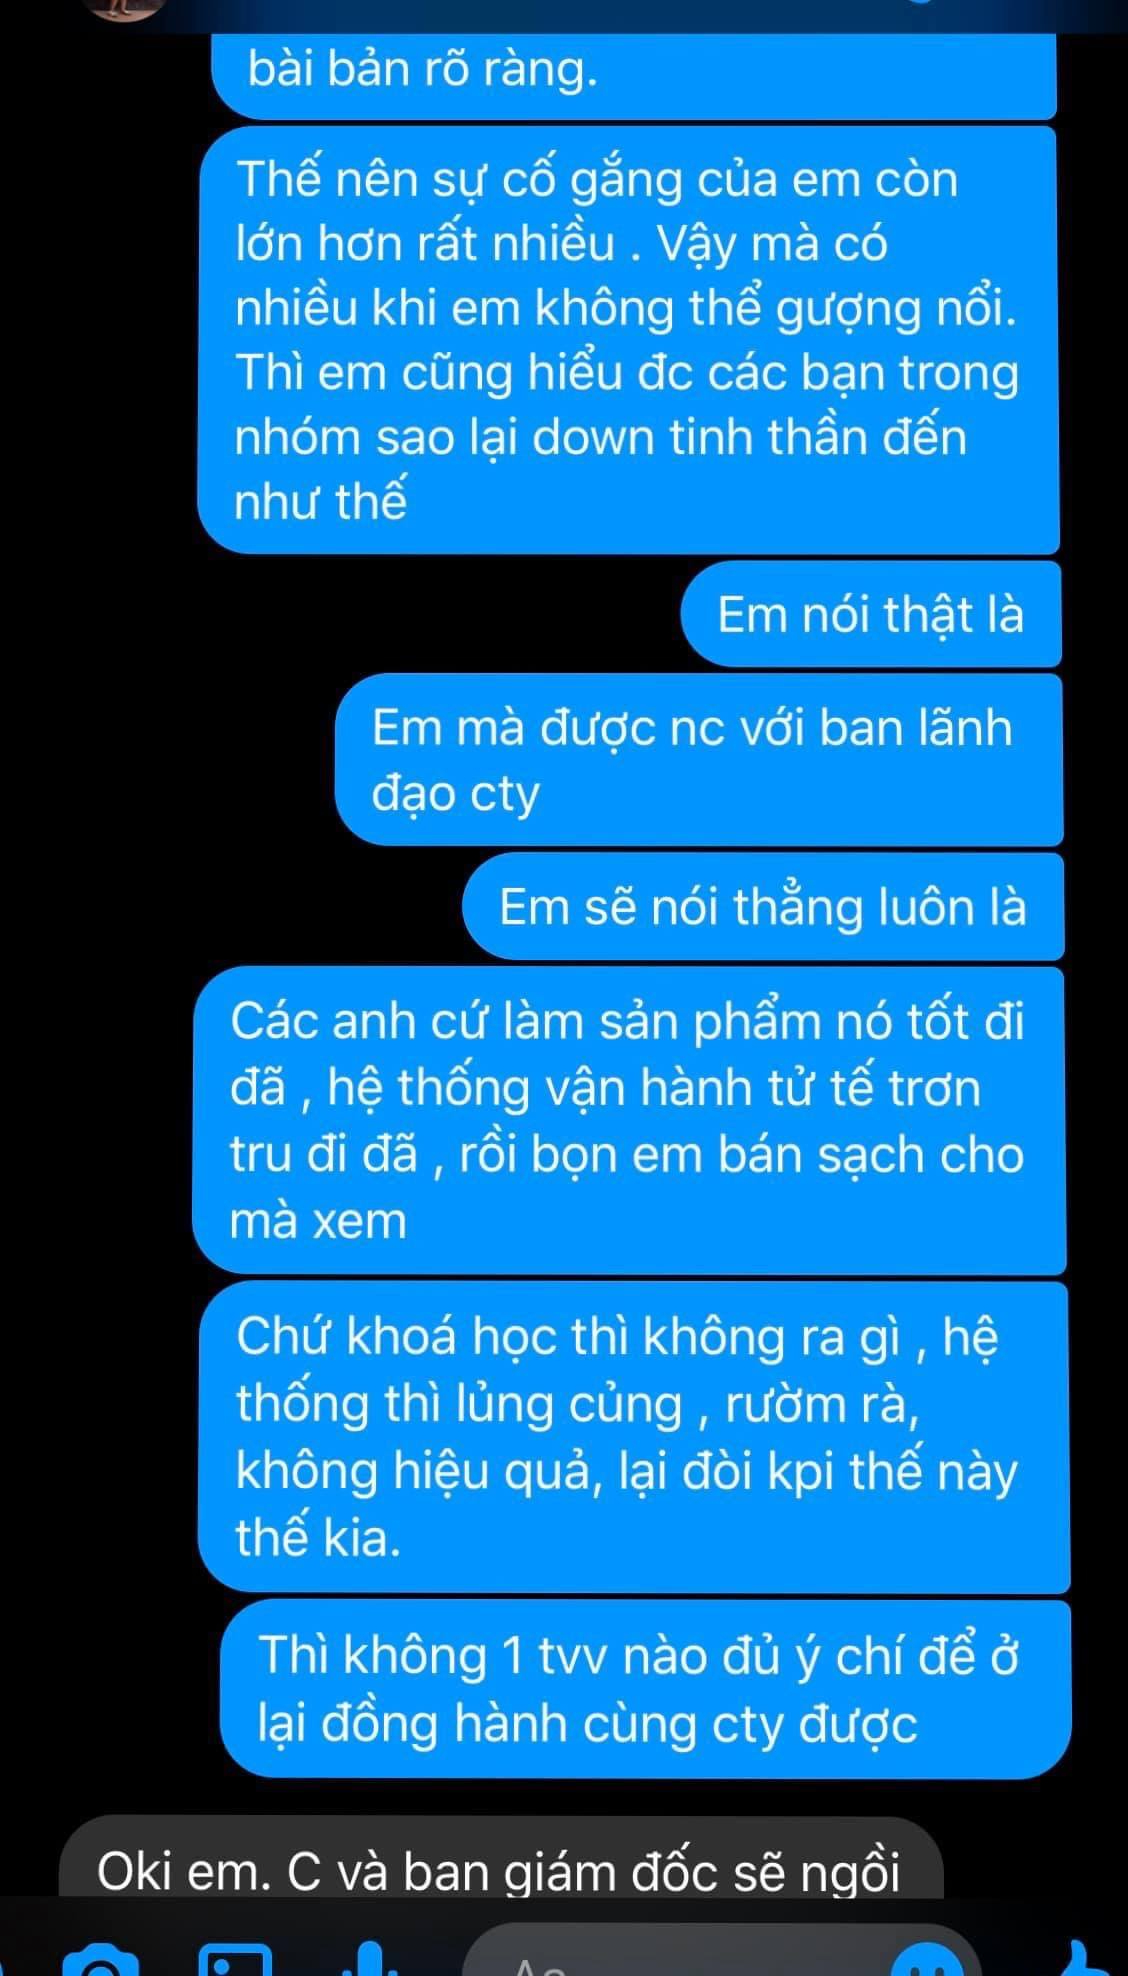 bài bản rõ ràng.
Thế nên sự cố gắng của em còn
lớn hơn rất nhiều . Vậy mà có
nhiều khi em không thể gượng nổi.
Thì em cũng hiểu đc các bạn trong
nhóm sao lại down tinh thần đến
như thế
Em nói thật là
Em mà được nc với ban lãnh
đạo cty
Em sẽ nói thẳng luôn là
Các anh cứ làm sản phẩm nó tốt đi
đã , hệ thống vận hành tử tế trơn
tru đi đã , rồi bọn em bán sạch cho
mà xem
Chứ khoá học thì không ra gì , hệ
thống thì lủng củng , rườm rà,
không hiệu quả, lại đòi kpi thế này
thế kia.
Thì không 1 tvv nào đủ ý chí để ở
lại đồng hành cùng cty được
Oki em. C và ban giám đốc sẽ ngồi